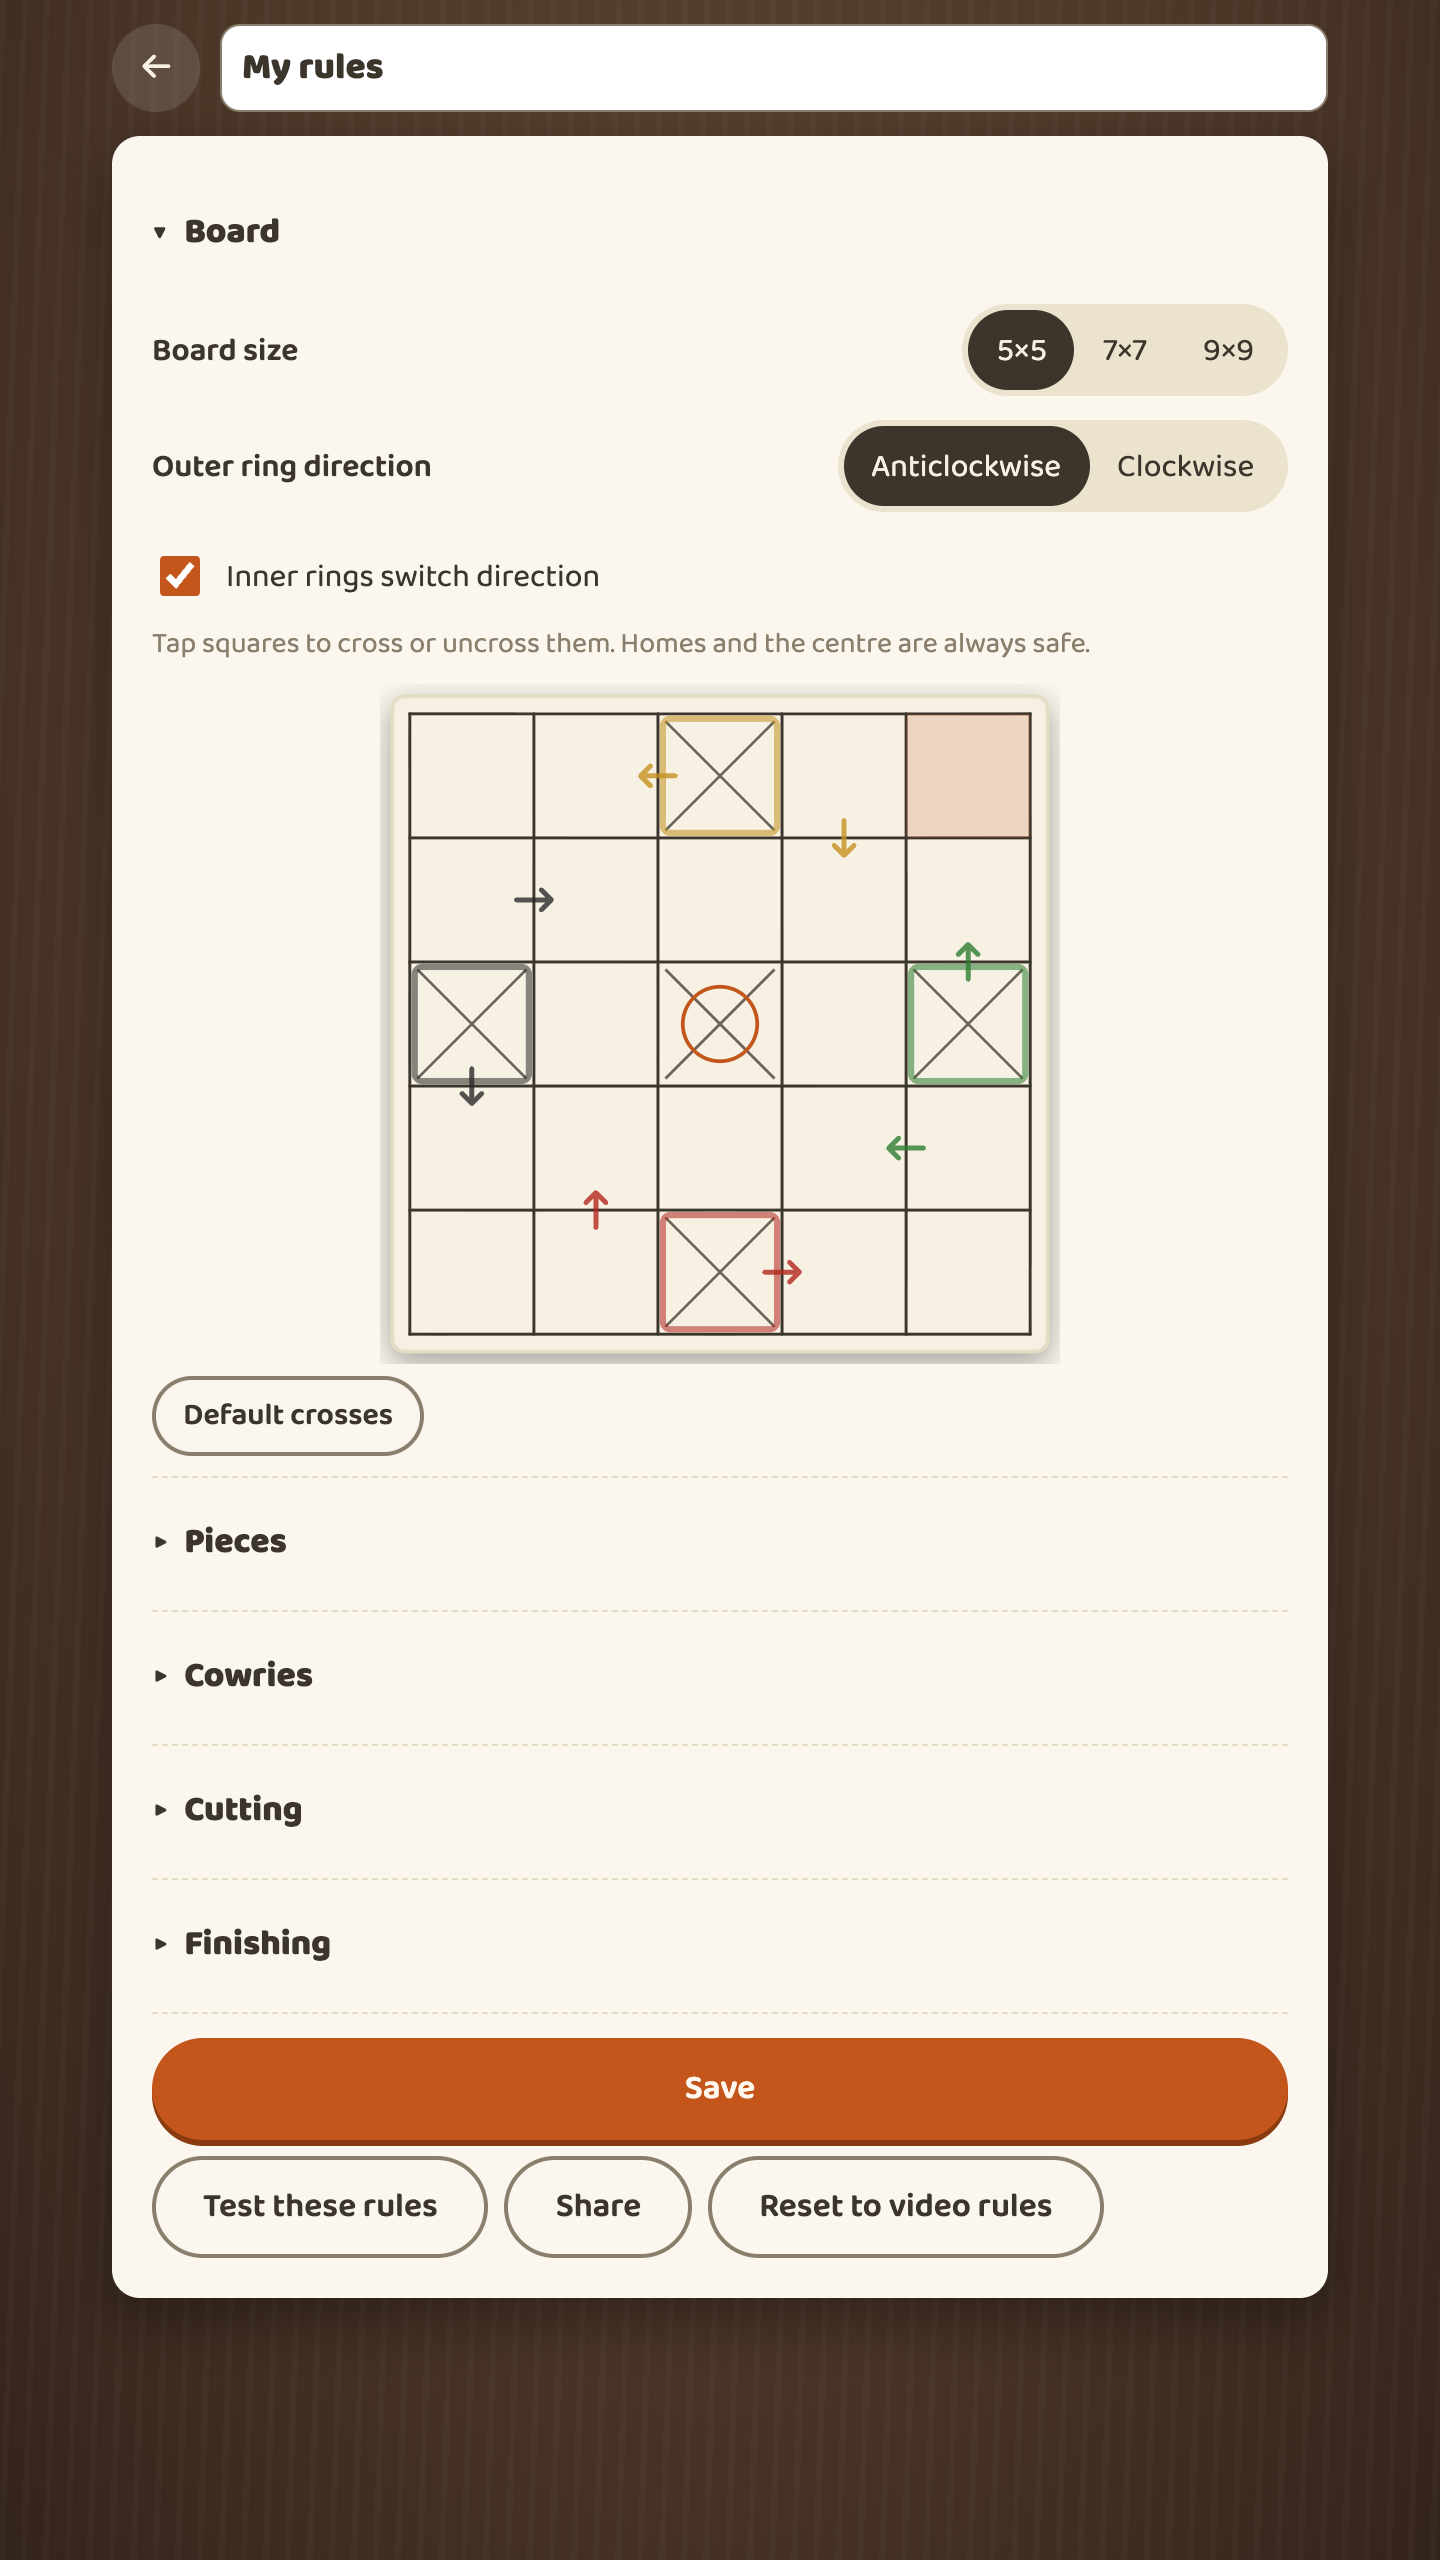 My rules
Board
Board size
5×5 7×7 9×9
Outer ring direction
Anticlockwise Clockwise
Inner rings switch direction
Tap squares to cross or uncross them. Homes and the centre are always safe.
Default crosses
Pieces
Cowries
Cutting
Finishing
Save
Test these rules Share Reset to video rules